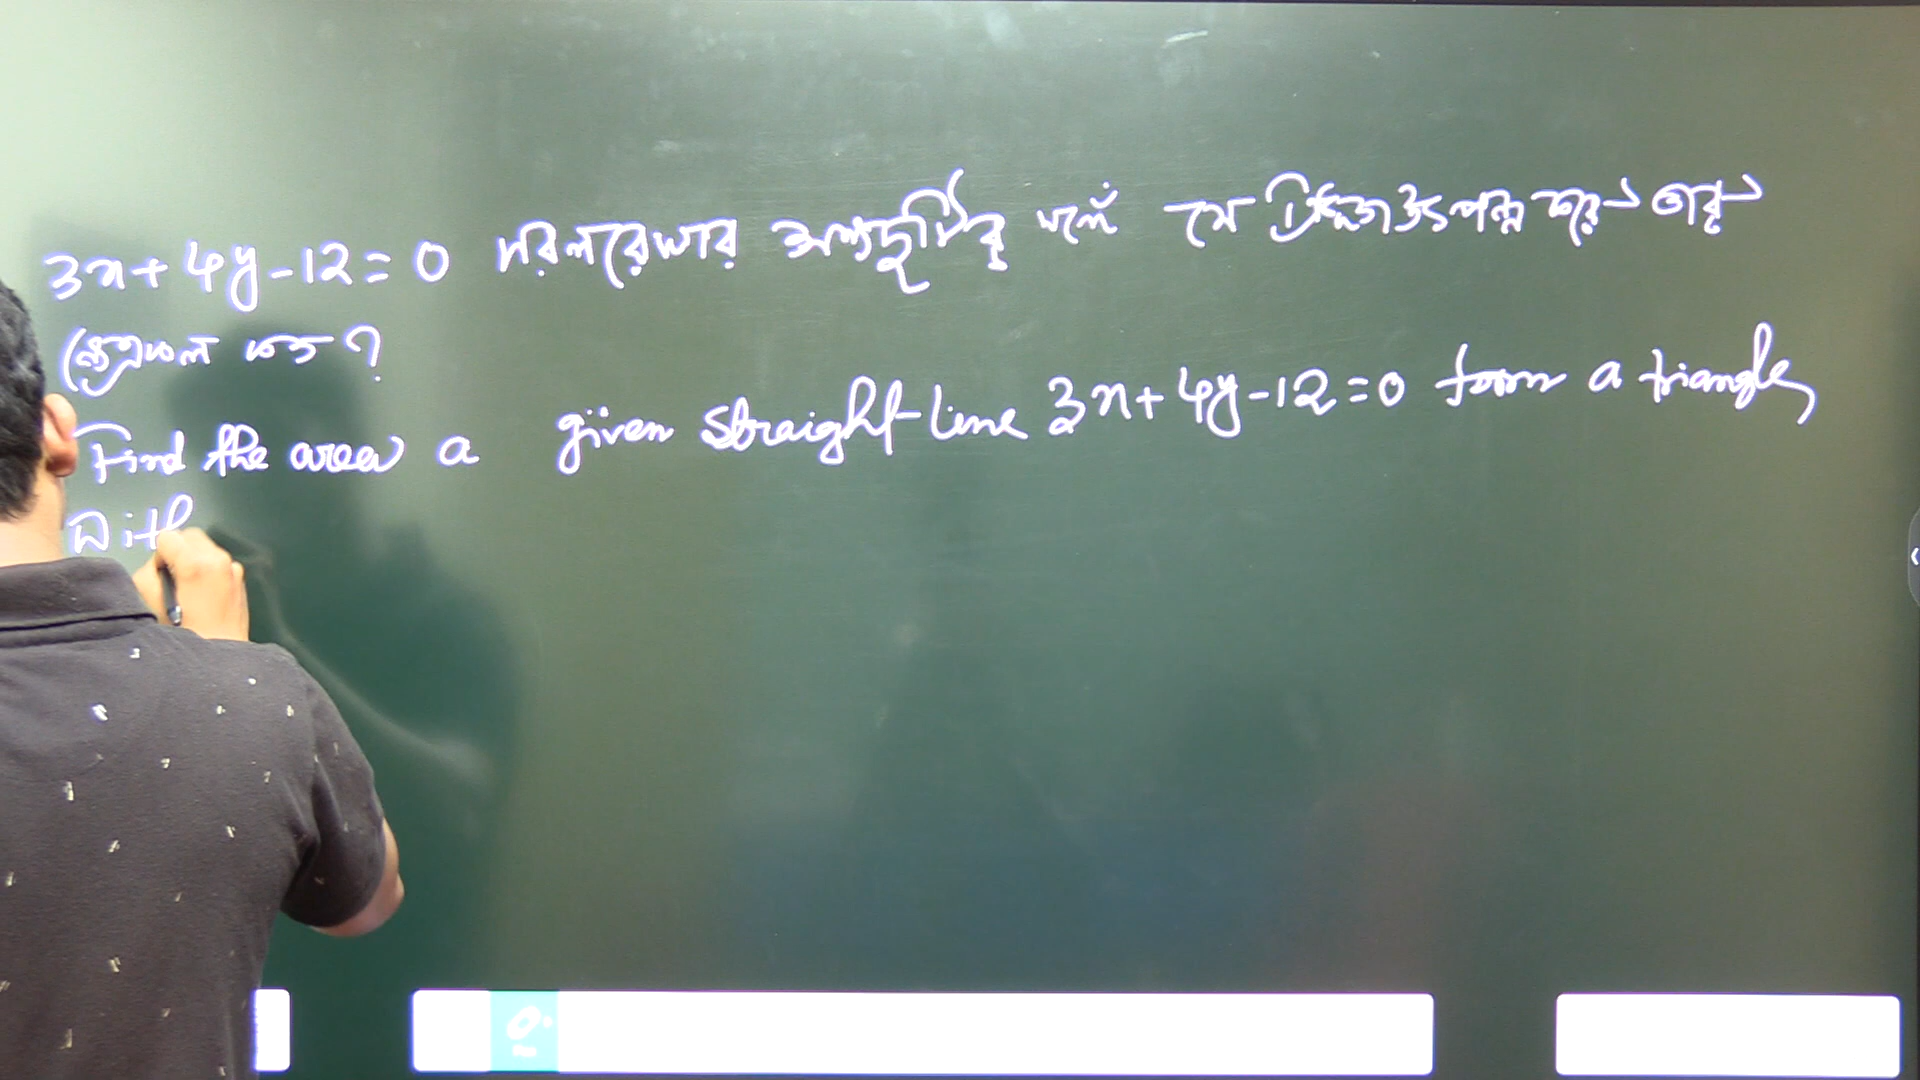 3x+4y-12=0 সরলরেখার অক্ষদুটির সঙ্গে যে ত্রিভুজ উৎপন্ন করে তার
ক্ষেত্রফল কত?
Find the area a given straight line 3x+4y-12=0 form a triangle,
With